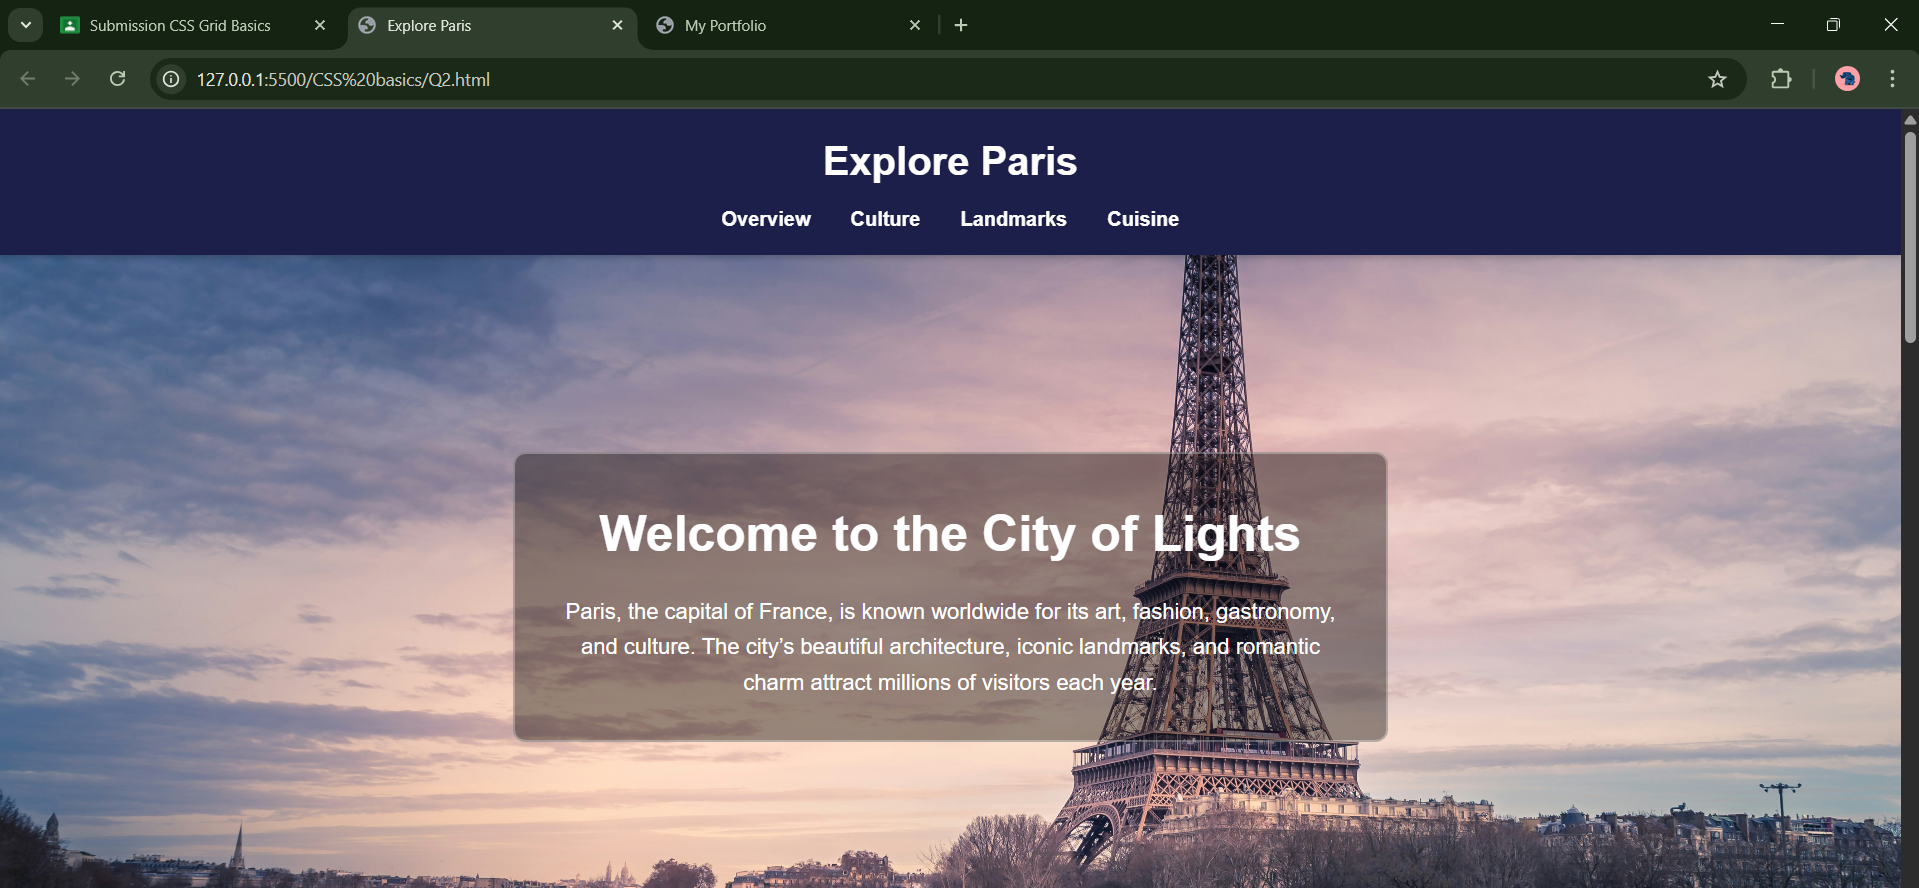 Submission CSS Grid Basics
Explore Paris
My Portfolio
127.0.0.1:5500/CSS%20basics/Q2.html
Explore Paris
Overview Culture Landmarks Cuisine
Welcome to the City of Lights
Paris, the capital of France, is known worldwide for its art, fashion, gastronomy,
and culture. The city’s beautiful architecture, iconic landmarks, and romantic
charm attract millions of visitors each year.